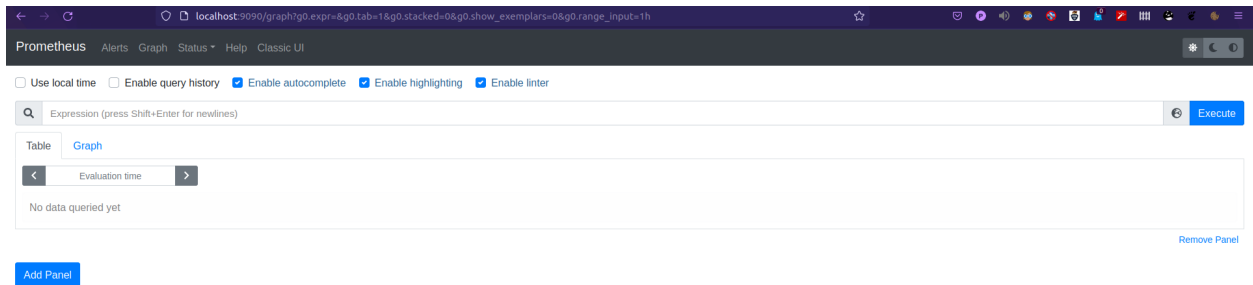 localhost:9090/graph?g0.expr=&g0.tab=1&g0.stacked=0&g0.show_exemplars=0&g0.range_input=1h
Prometheus Alerts Graph Status Help Classic UI
Use local time Enable query history Enable autocomplete Enable highlighting Enable linter
Expression (press Shift+Enter for newlines) Execute
Table Graph
Evaluation time
No data queried yet
Remove Panel
Add Panel